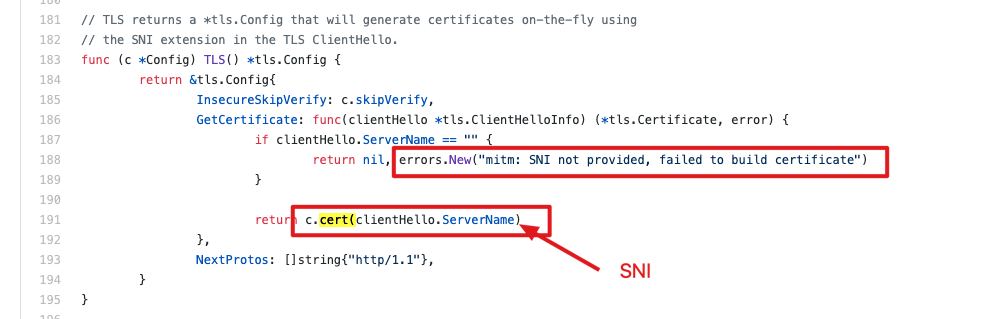 181 // TLS returns a *tls.Config that will generate certificates on-the-fly using
182 // the SNI extension in the TLS ClientHello.
183 func (c *Config) TLS() *tls.Config {
184 return &tls.Config{
185 InsecureSkipVerify: c.skipVerify,
186 GetCertificate: func(clientHello *tls.ClientHelloInfo) (*tls.Certificate, error) {
187 if clientHello.ServerName == "" {
188 return nil, errors.New("mitm: SNI not provided, failed to build certificate")
189 }
190
191 return c.cert(clientHello.ServerName)
192 },
193 NextProtos: []string{"http/1.1"},
SNI
194 }
195 }